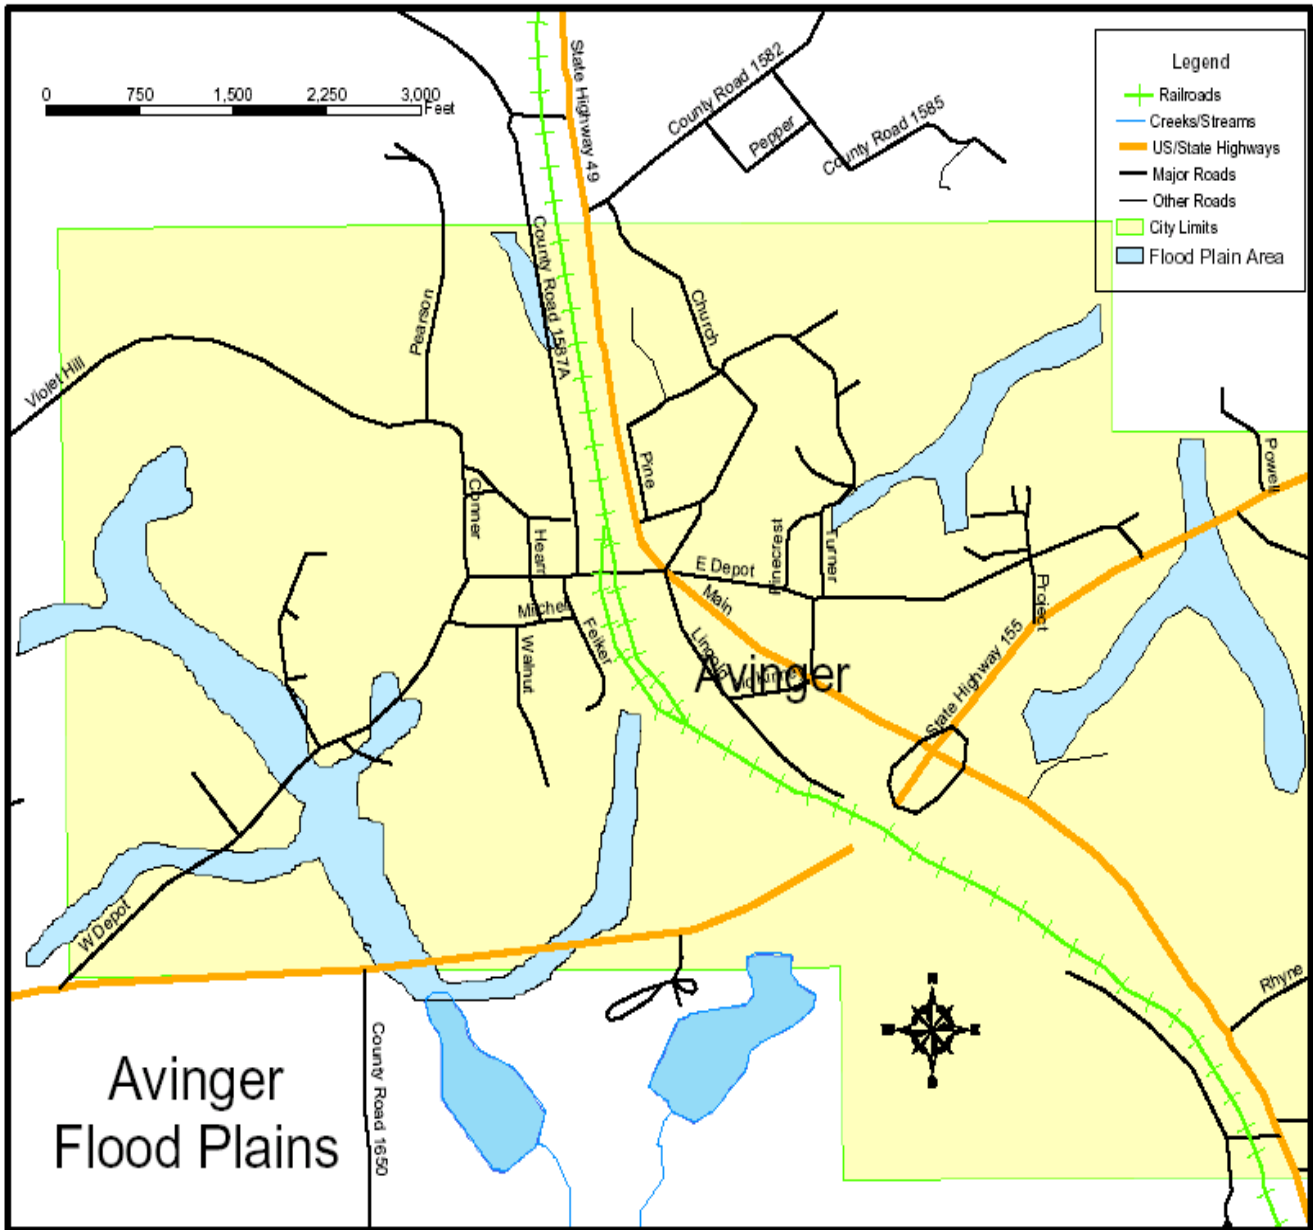 0 750 1,500 2,250 3,000
Feet
State Highway 49
County Road 1582
Pepper
County Road 1585
Legend
Railroads
Creeks/Streams
US/State Highways
Major Roads
Other Roads
City Limits
Flood Plain Area
County Road 1587A
Pearson
Church
Violet Hill
Pine
Conner
Powell
Hearn
E Depot
Pinecrest
Turner
Main
Project
Felker
Walnut
Lincoln
Avinger
State Highway 155
W Depot
Rhyne
N
S
County Road 1650
Avinger
Flood Plains